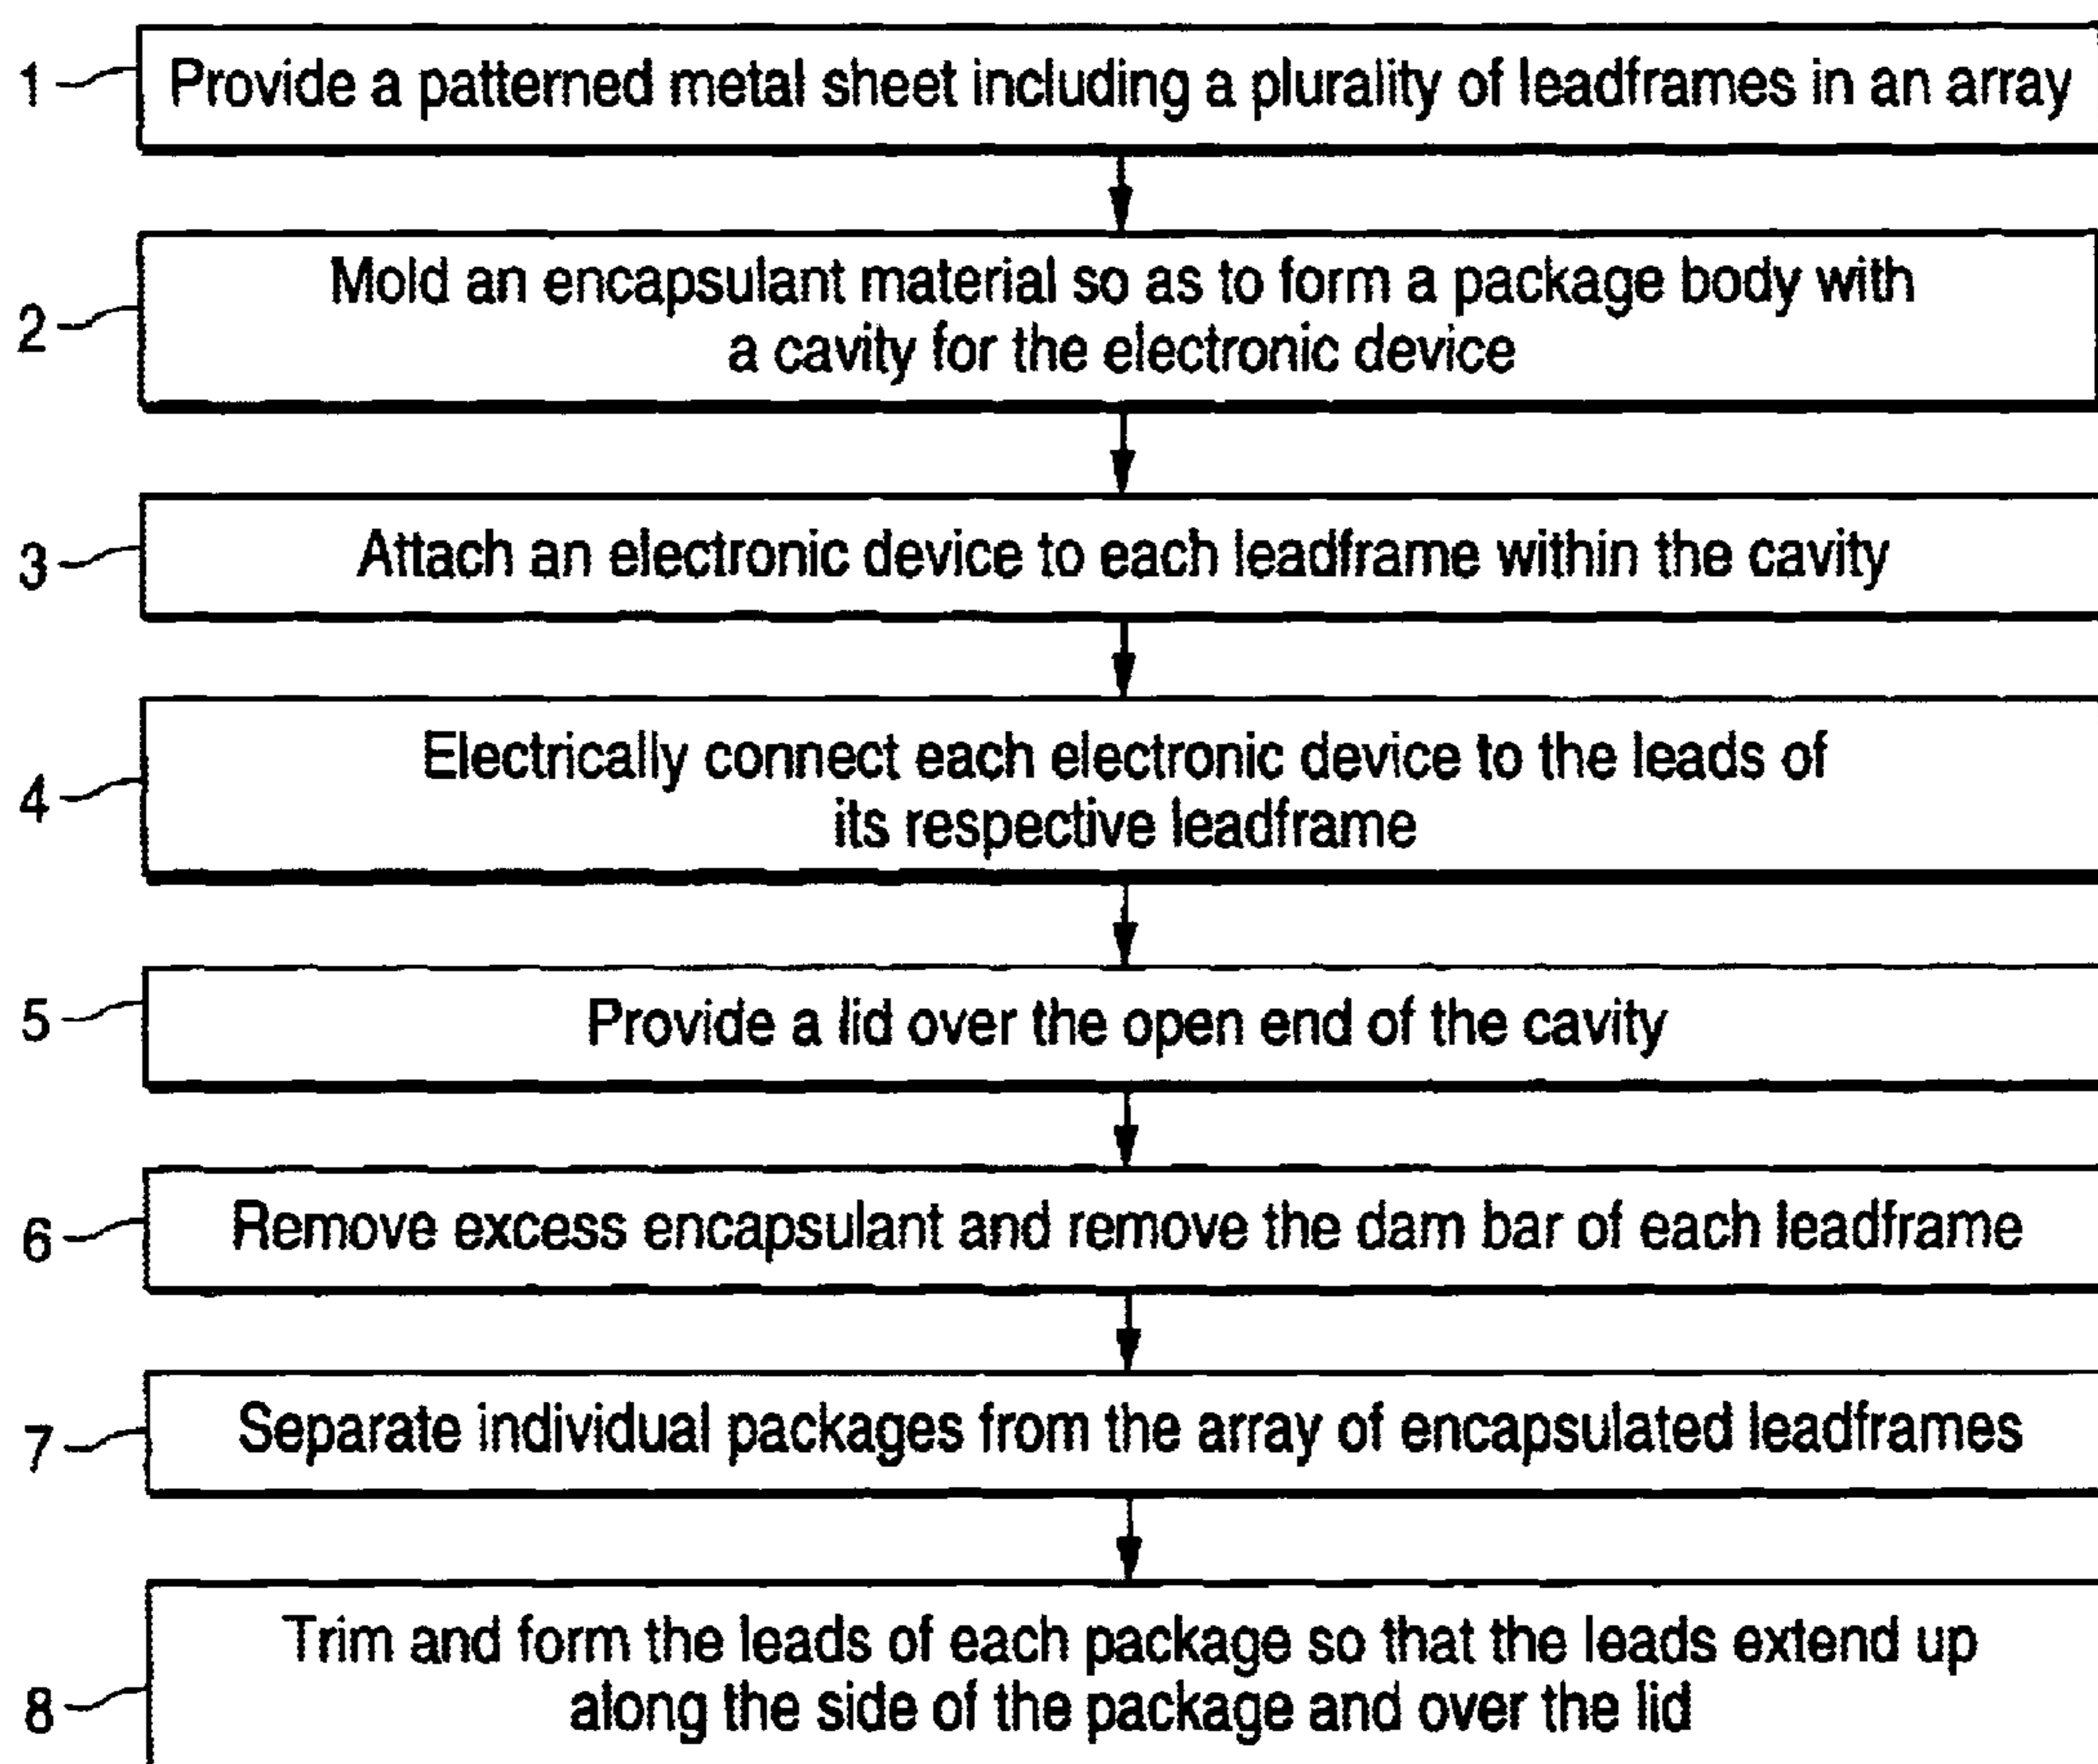 1 Provide a patterned metal sheet including a plurality of leadframes in an array
2 Mold an encapsulant material so as to form a package body with
a cavity for the electronic device
3 Attach an electronic device to each leadframe within the cavity
4 Electrically connect each electronic device to the leads of
its respective leadframe
5 Provide a lid over the open end of the cavity
6 Remove excess encapsulant and remove the dam bar of each leadframe
7 Separate individual packages from the array of encapsulated leadframes
8 Trim and form the leads of each package so that the leads extend up
along the side of the package and over the lid